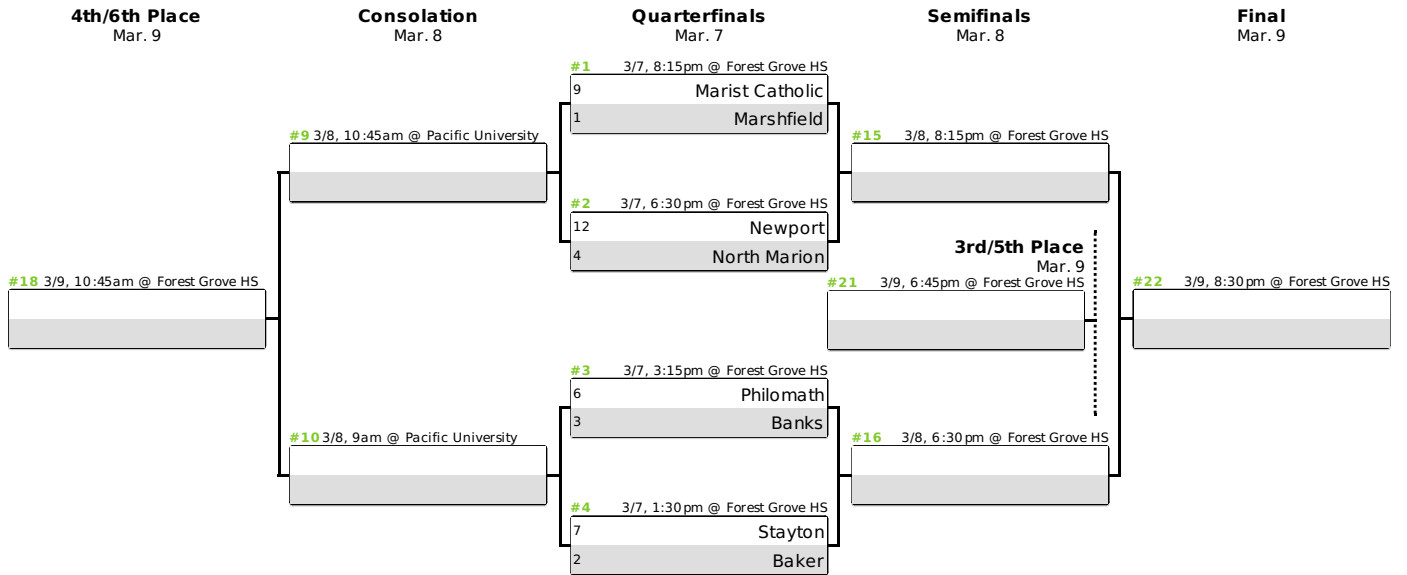 4th/6th Place
Mar. 9
Consolation
Mar. 8
Quarterfinals
Mar. 7
Semifinals
Mar. 8
Final
Mar. 9
#1 3/7, 8:15pm @ Forest Grove HS
9 Marist Catholic
1 Marshfield
#9 3/8, 10:45am @ Pacific University
#15 3/8, 8:15pm @ Forest Grove HS
#2 3/7, 6:30pm @ Forest Grove HS
12 Newport
4 North Marion
3rd/5th Place
Mar. 9
#18 3/9, 10:45am @ Forest Grove HS
#21 3/9, 6:45pm @ Forest Grove HS
#22 3/9, 8:30pm @ Forest Grove HS
#3 3/7, 3:15pm @ Forest Grove HS
6 Philomath
3 Banks
#10 3/8, 9am @ Pacific University
#16 3/8, 6:30pm @ Forest Grove HS
#4 3/7, 1:30pm @ Forest Grove HS
7 Stayton
2 Baker